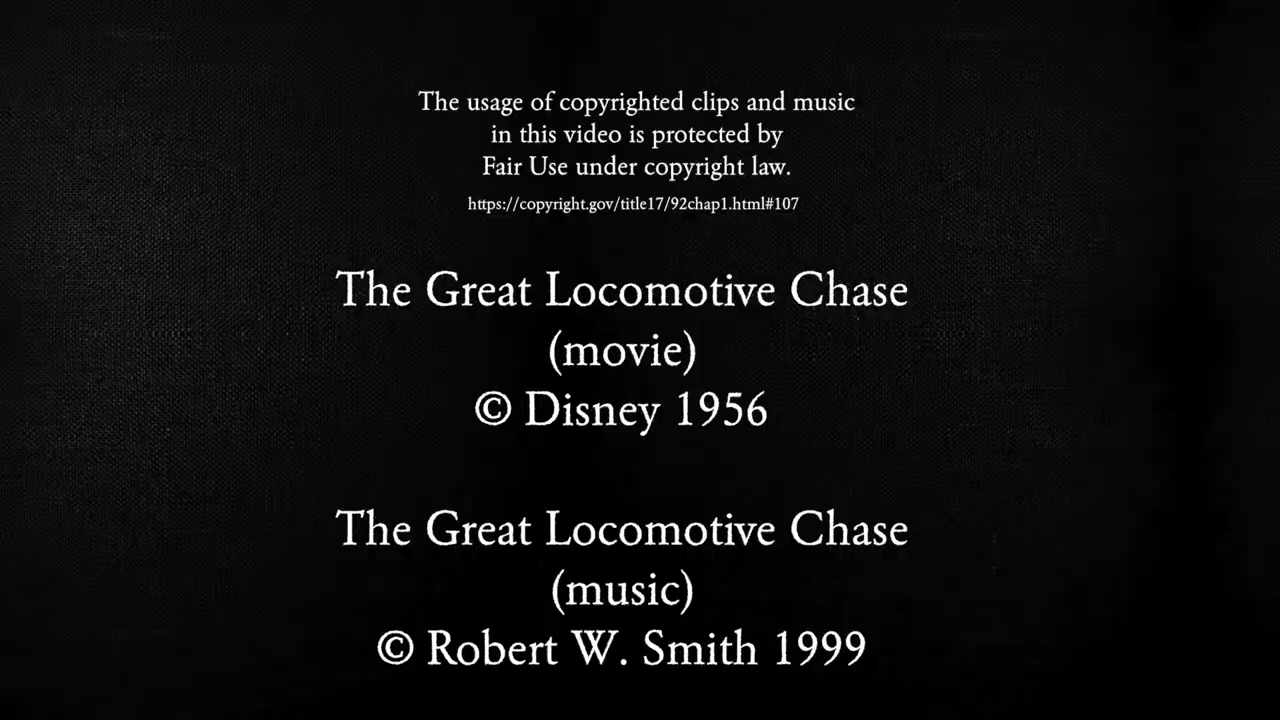 The usage of copyrighted clips and music
in this video is protected by
Fair Use under copyright law.
https://copyright.gov/title17/92chap1.html#107
The Great Locomotive Chase
(movie)
© Disney 1956
The Great Locomotive Chase
(music)
© Robert W. Smith 1999